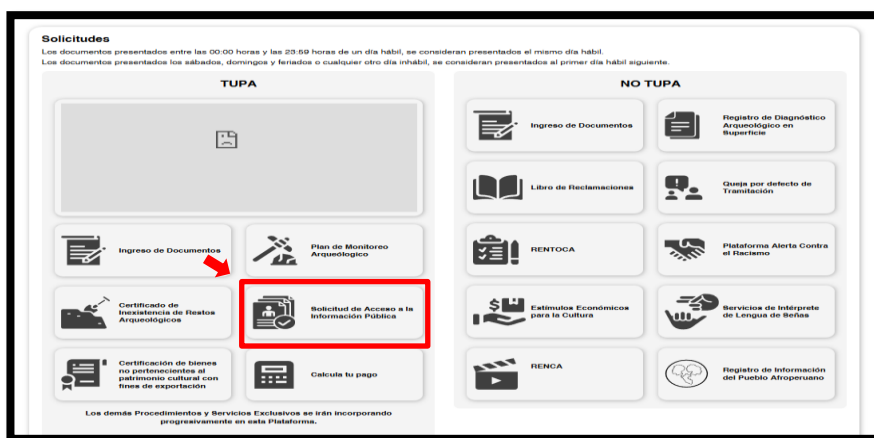 Solicitudes
Los documentos presentados entre las 00:00 horas y las 23:59 horas de un día hábil, se consideran presentados el mismo día hábil.
Los documentos presentados los sábados, domingos y feriados o cualquier otro día inhábil, se consideran presentados al primer día hábil siguiente.
TUPA
Ingreso de Documentos
Plan de Monitoreo
Arqueólogico
Certificado de
Inexistencia de Restos
Arqueológicos
Solicitud de Acceso a la
Información Pública
Certificación de bienes
no pertenecientes al
patrimonio cultural con
fines de exportación
Calcula tu pago
Los demás Procedimientos y Servicios Exclusivos se irán incorporando
progresivamente en esta Plataforma.
NO TUPA
Ingreso de Documentos
Registro de Diagnóstico
Arqueológico en
Superficie
Libro de Reclamaciones
Queja por defecto de
Tramitación
RENTOCA
Plataforma Alerta Contra
el Racismo
Estímulos Económicos
para la Cultura
Servicios de Intérprete
de Lengua de Señas
RENCA
Registro de Información
del Pueblo Afroperuano